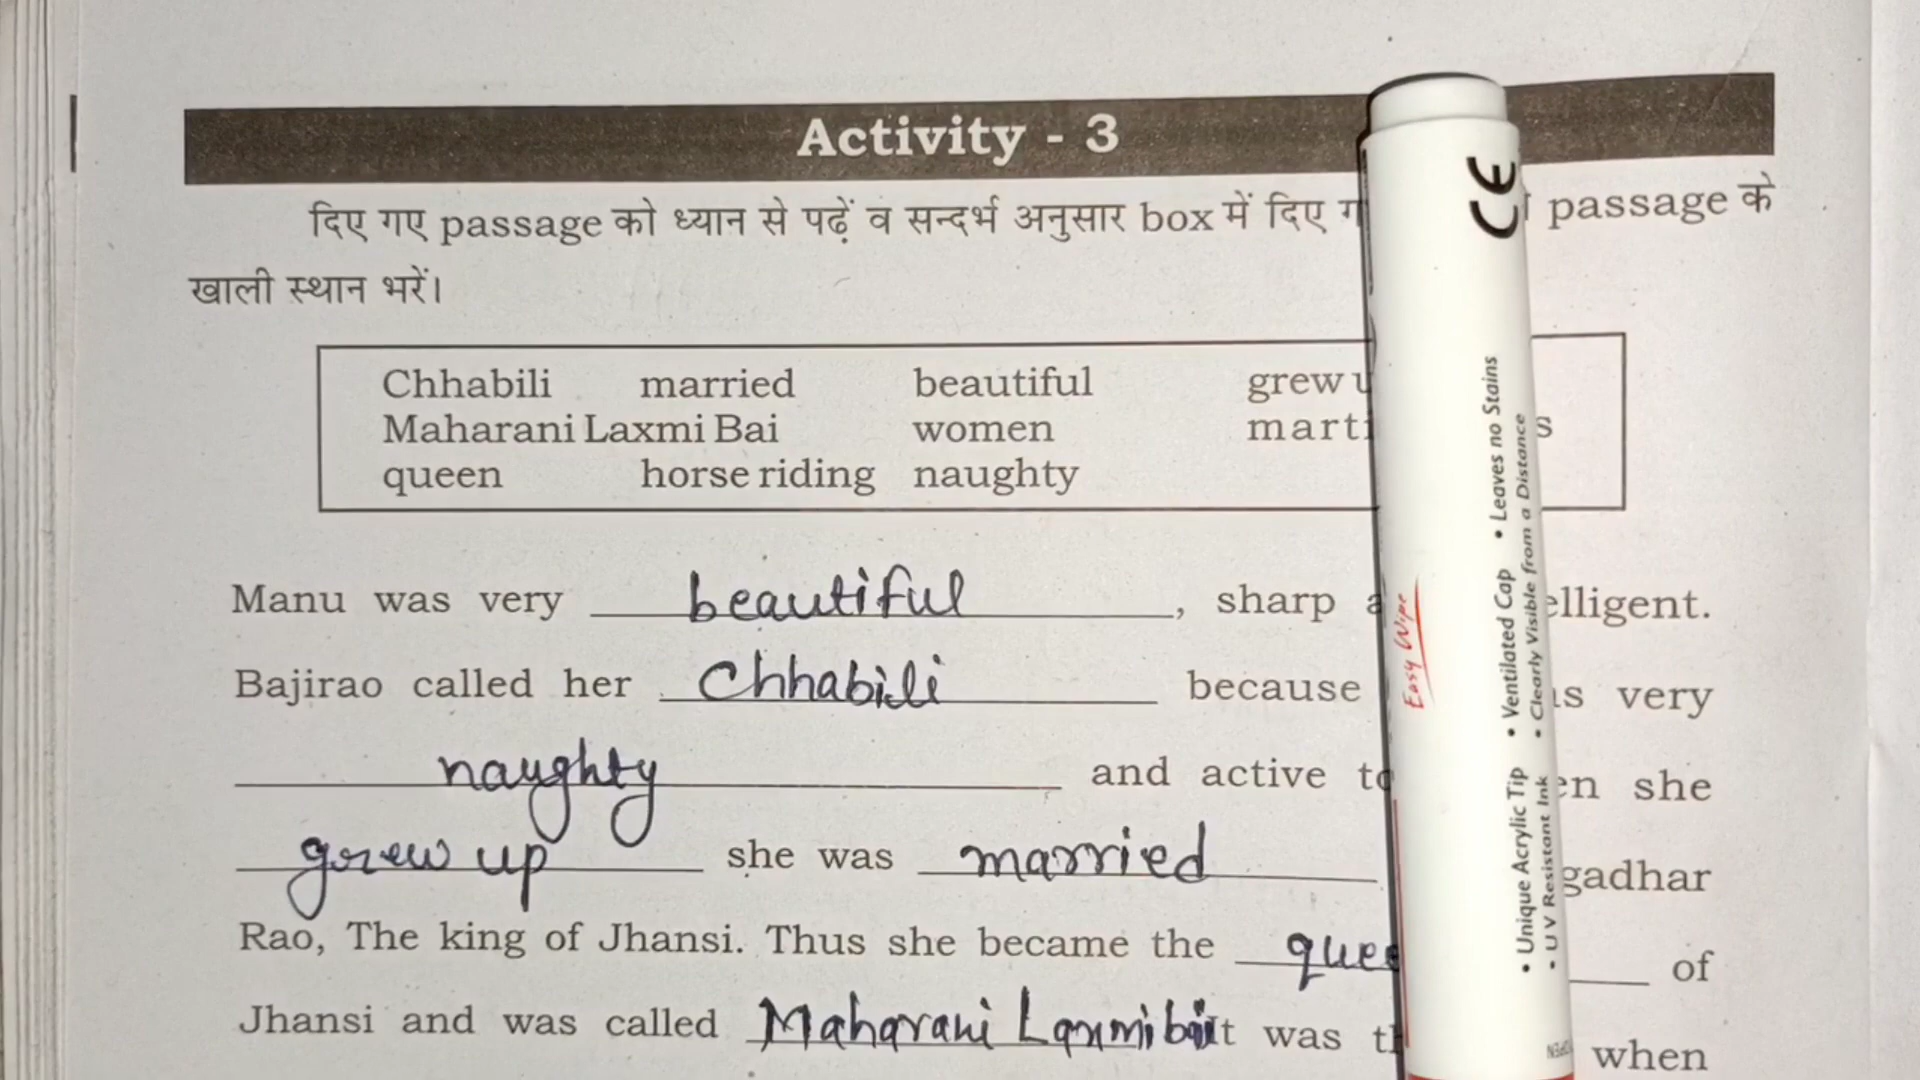 Activity - 3
दिए गए passage को ध्यान से पढ़ें व सन्दर्भ अनुसार box में दिए passage के
खाली स्थान भरें।
Chhabili married beautiful grew
Maharani Laxmi Bai women
queen horse riding naughty
Manu was very beautiful, sharp
Bajirao called her Chhabili because very
naughty and active she
grew up she was married
Rao, The king of Jhansi. Thus she became the of
Jhansi and was called Maharani Laxmibai was when
CE
Easy Wipe
• Unique Acrylic Tip • Ventilated Cap • Leaves no Stains
• UV Resistant Ink • Clearly Visible from a Distance